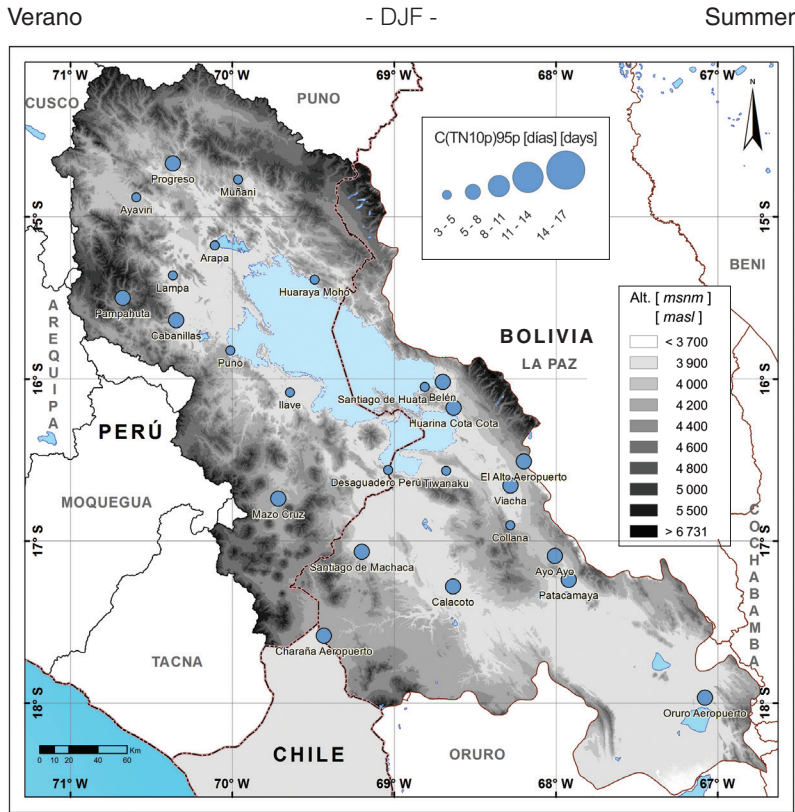 Verano - DJF - Summer
71° W 70° W 69° W 68° W 67° W
CUSCO
PUNO
N
C(TN10p)95p [días] [days]
3 - 5
5 - 8
8 - 11
11 - 14
14 - 17
Progreso
Muñani
Ayaviri
15° S 15° S
Arapa
BENI
Lampa
Huaraya Moho
Pampahuta
Cabanillas
AREQUIPA
Puno
BOLIVIA
LA PAZ
Alt. [ msnm ]
[ masl ]
< 3 700
3 900
4 000
4 200
4 400
4 600
4 800
5 000
5 500
> 6 731
16° S 16° S
Ilave
Santiago de Huata
Belén
Huarina Cota Cota
PERÚ
Desaguadero Perú
Tiwanaku
El Alto Aeropuerto
Viacha
MOQUEGUA
Mazo Cruz
Collana
17° S 17° S
COCHABAMBA
Santiago de Machaca
Ayo Ayo
Calacoto
Patacamaya
Charaña Aeropuerto
TACNA
18° S 18° S
Oruro Aeropuerto
Km
0 10 20 40 60
CHILE
ORURO
71° W 70° W 69° W 68° W 67° W